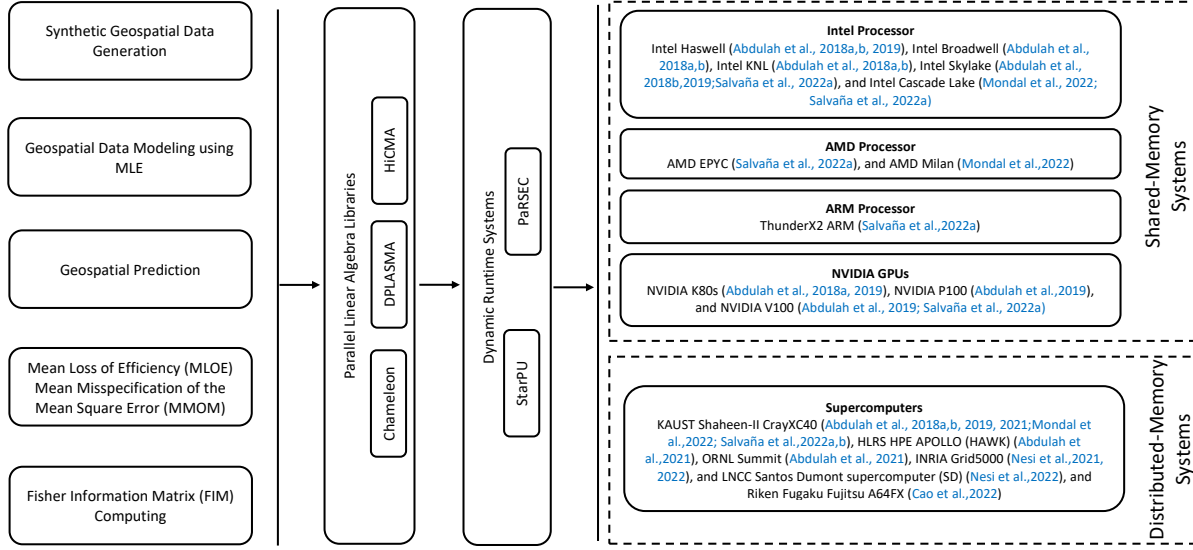 Synthetic Geospatial Data
Generation
Geospatial Data Modeling using
MLE
Geospatial Prediction
Mean Loss of Efficiency (MLOE)
Mean Misspecification of the
Mean Square Error (MMOM)
Fisher Information Matrix (FIM)
Computing
Parallel Linear Algebra Libraries
HiCMA
DPLASMA
Chameleon
Dynamic Runtime Systems
PaRSEC
StarPU
Intel Processor
Intel Haswell (Abdulah et al., 2018a,b, 2019), Intel Broadwell (Abdulah et al.,
2018a,b), Intel KNL (Abdulah et al., 2018a,b), Intel Skylake (Abdulah et al.,
2018b,2019;Salvaña et al., 2022a), and Intel Cascade Lake (Mondal et al., 2022;
Salvaña et al., 2022a)
AMD Processor
AMD EPYC (Salvaña et al., 2022a), and AMD Milan (Mondal et al.,2022)
ARM Processor
ThunderX2 ARM (Salvaña et al.,2022a)
NVIDIA GPUs
NVIDIA K80s (Abdulah et al., 2018a, 2019), NVIDIA P100 (Abdulah et al.,2019),
and NVIDIA V100 (Abdulah et al., 2019; Salvaña et al., 2022a)
Shared-Memory
Systems
Supercomputers
KAUST Shaheen-II CrayXC40 (Abdulah et al., 2018a,b, 2019, 2021;Mondal et
al.,2022; Salvaña et al.,2022a,b), HLRS HPE APOLLO (HAWK) (Abdulah et
al.,2021), ORNL Summit (Abdulah et al., 2021), INRIA Grid5000 (Nesi et al.,2021,
2022), and LNCC Santos Dumont supercomputer (SD) (Nesi et al.,2022), and
Riken Fugaku Fujitsu A64FX (Cao et al.,2022)
Distributed-Memory
Systems